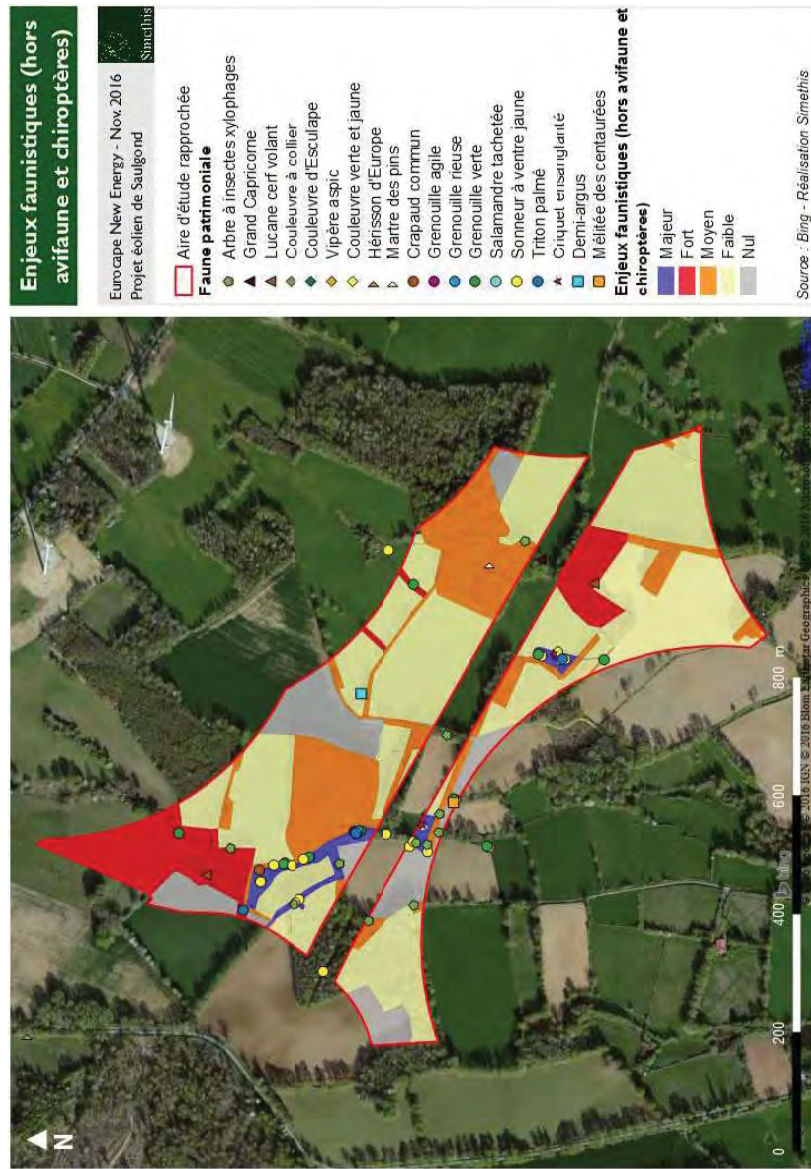 Enjeux faunistiques (hors
avifaune et chiroptères)
Eurocape New Energy - Nov. 2016
Projet éolien de Saulgond
Simethis
Aire d'étude rapprochée
Faune patrimoniale
Arbre à insectes xylophages
Grand Capricorne
Lucane cerf volant
Couleuvre à collier
Couleuvre d'Esculape
Vipère aspic
Couleuvre verte et jaune
Hérisson d'Europe
Martre des pins
Crapaud commun
Grenouille agile
Grenouille rieuse
Grenouille verte
Salamandre tachetée
Sonneur à ventre jaune
Triton palmé
Criquet ensanglanté
Demi-argus
Mélitée des centaurées
Enjeux faunistiques (hors avifaune et
chiroptères)
Majeur
Fort
Moyen
Faible
Nul
Source : Bing - Réalisation Simethis
N
0 200 400 600 800 m
bing